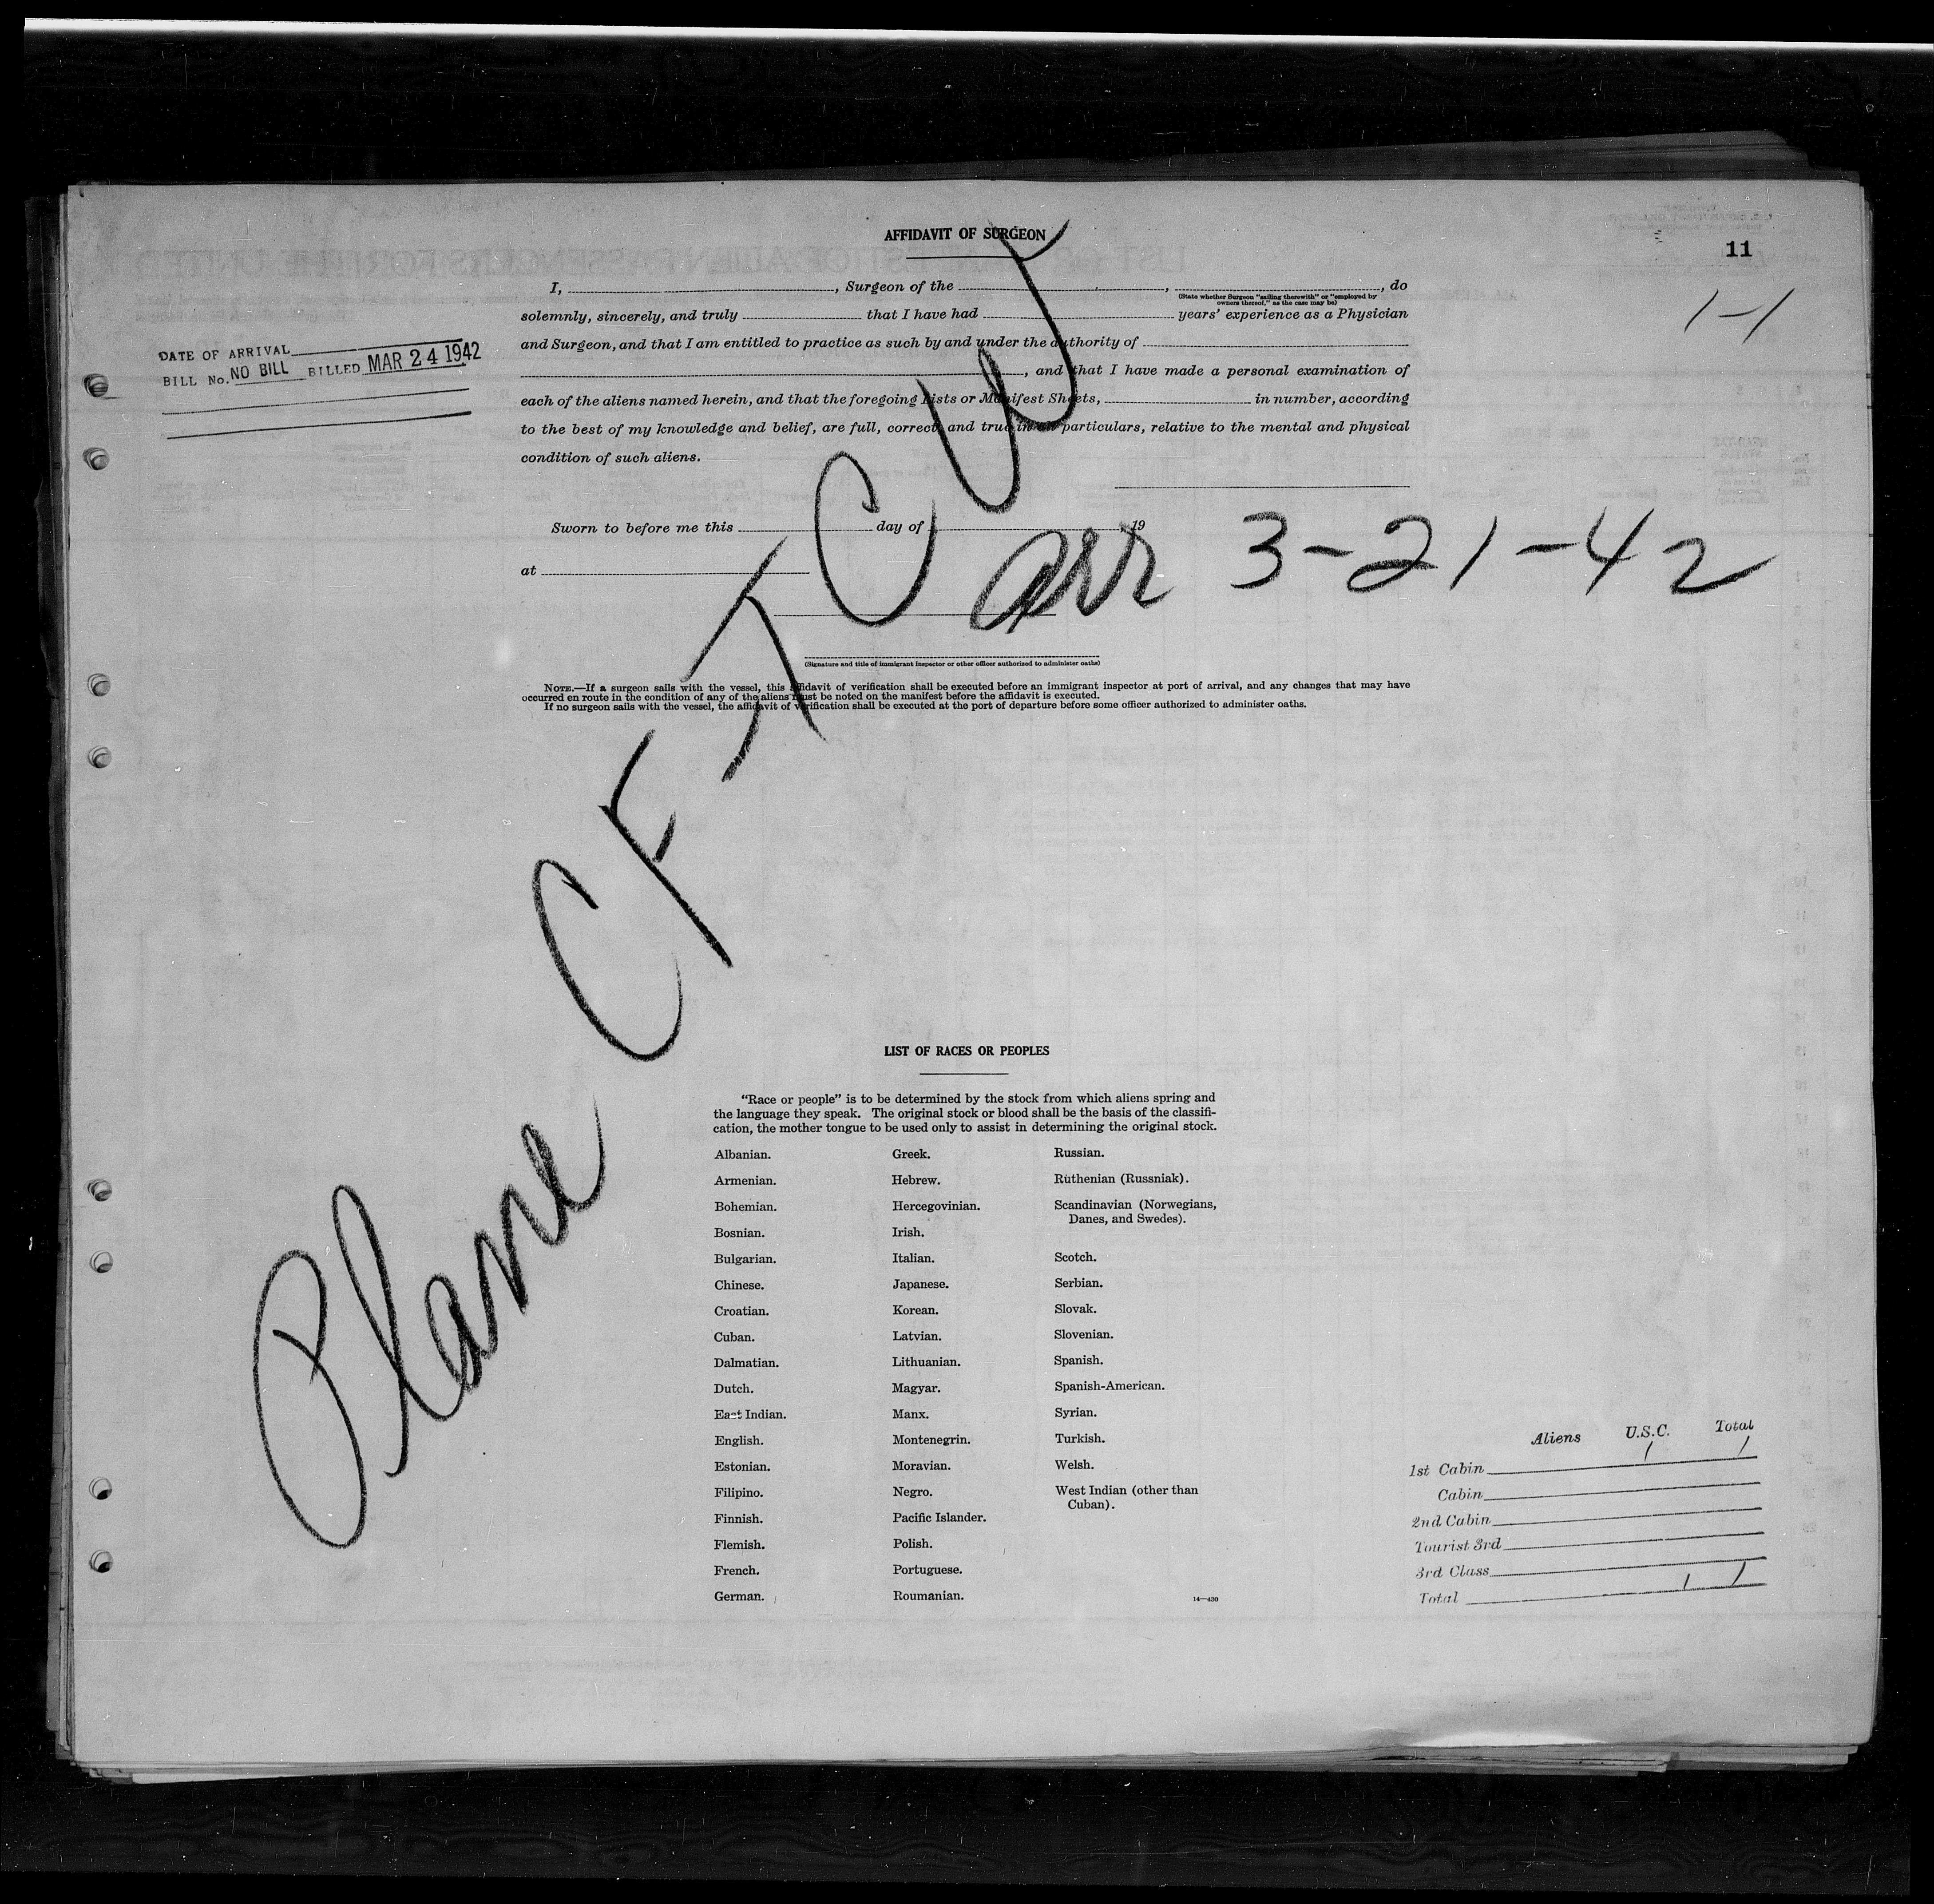 AFFIDAVIT OF SURGEON
11
1-1
I, , Surgeon of the , , do
(State whether Surgeon "sailing therewith" or "employed by
owners thereof," as the case may be)
solemnly, sincerely, and truly that I have had years' experience as a Physician
and Surgeon, and that I am entitled to practice as such by and under the authority of
, and that I have made a personal examination of
each of the aliens named herein, and that the foregoing Lists or Manifest Sheets, in number, according
to the best of my knowledge and belief, are full, correct, and true in all particulars, relative to the mental and physical
condition of such aliens.
DATE OF ARRIVAL
BILL No. NO BILL BILLED MAR 24 1942
Sworn to before me this day of 19
at
arr 3-21-42
(Signature and title of immigrant inspector or other officer authorized to administer oaths)
NOTE.—If a surgeon sails with the vessel, this affidavit of verification shall be executed before an immigrant inspector at port of arrival, and any changes that may have
occurred en route in the condition of any of the aliens must be noted on the manifest before the affidavit is executed.
If no surgeon sails with the vessel, the affidavit of verification shall be executed at the port of departure before some officer authorized to administer oaths.
Plane CF-TC
LIST OF RACES OR PEOPLES
"Race or people" is to be determined by the stock from which aliens spring and
the language they speak. The original stock or blood shall be the basis of the classifi-
cation, the mother tongue to be used only to assist in determining the original stock.
Albanian.
Armenian.
Bohemian.
Bosnian.
Bulgarian.
Chinese.
Croatian.
Cuban.
Dalmatian.
Dutch.
East Indian.
English.
Estonian.
Filipino.
Finnish.
Flemish.
French.
German.
Greek.
Hebrew.
Hercegovinian.
Irish.
Italian.
Japanese.
Korean.
Latvian.
Lithuanian.
Magyar.
Manx.
Montenegrin.
Moravian.
Negro.
Pacific Islander.
Polish.
Portuguese.
Roumanian.
Russian.
Ruthenian (Russniak).
Scandinavian (Norwegians,
Danes, and Swedes).
Scotch.
Serbian.
Slovak.
Slovenian.
Spanish.
Spanish-American.
Syrian.
Turkish.
Welsh.
West Indian (other than
Cuban).
14—430
Aliens U.S.C. Total
1st Cabin 1 1
Cabin
2nd Cabin
Tourist 3rd
3rd Class
Total 1 1